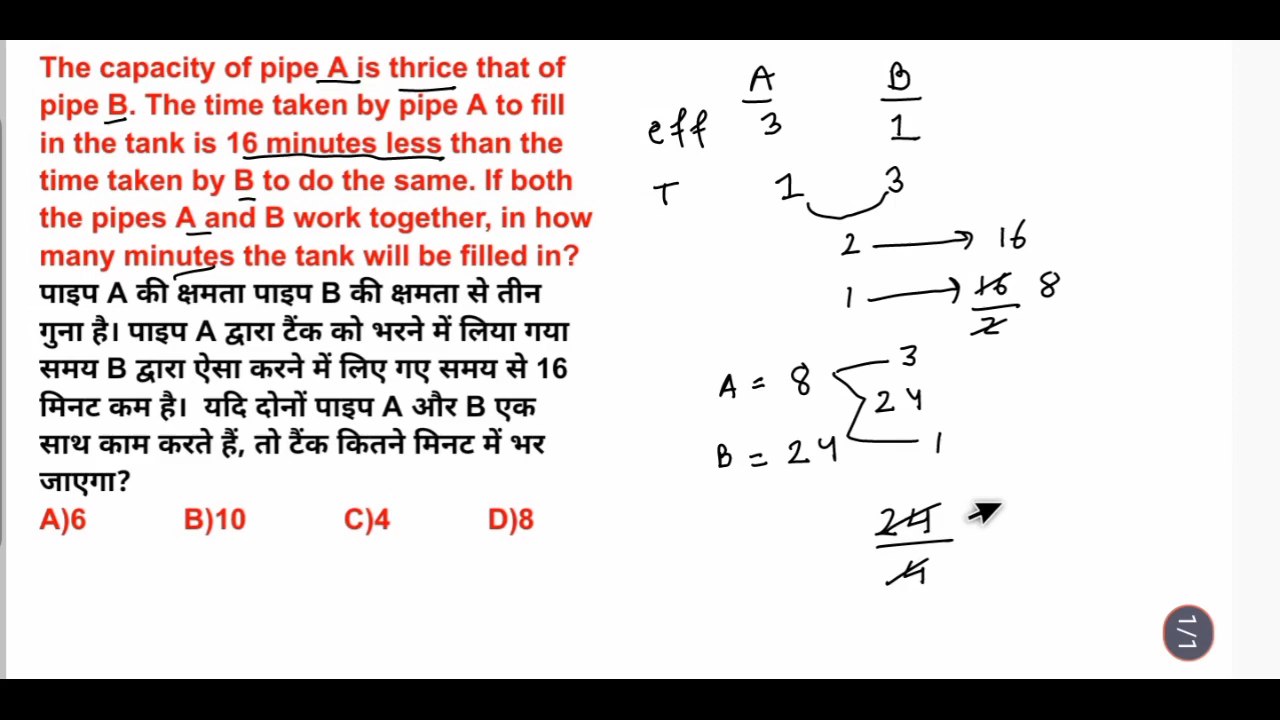 The capacity of pipe A is thrice that of
pipe B. The time taken by pipe A to fill
in the tank is 16 minutes less than the
time taken by B to do the same. If both
the pipes A and B work together, in how
many minutes the tank will be filled in?
पाइप A की क्षमता पाइप B की क्षमता से तीन
गुना है। पाइप A द्वारा टैंक को भरने में लिया गया
समय B द्वारा ऐसा करने में लिए गए समय से 16
मिनट कम है। यदि दोनों पाइप A और B एक
साथ काम करते हैं, तो टैंक कितने मिनट में भर
जाएगा?
A)6 B)10 C)4 D)8
A B
eff 3 1
T 1 3
2 → 16
1 → 16/2 8
A = 8 3
24
B = 24 1
24
4
1/1